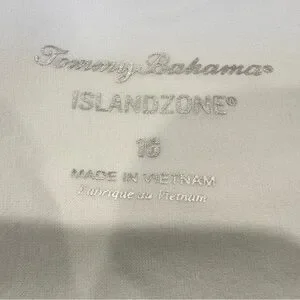 Tommy Bahama®
ISLANDZONE®
16
MADE IN VIETNAM
Fabriqué au Vietnam